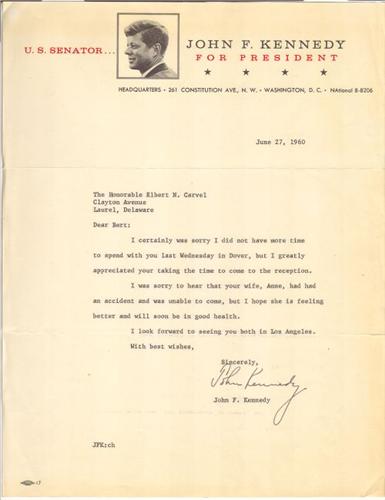 U. S. SENATOR...
JOHN F. KENNEDY
FOR PRESIDENT
★ ★ ★ ★
HEADQUARTERS • 261 CONSTITUTION AVE., N. W. • WASHINGTON, D. C. • NAtional 8-8206
June 27, 1960
The Honorable Elbert N. Carvel
Clayton Avenue
Laurel, Delaware
Dear Bert:
I certainly was sorry I did not have more time
to spend with you last Wednesday in Dover, but I greatly
appreciated your taking the time to come to the reception.
I was sorry to hear that your wife, Anne, had had
an accident and was unable to come, but I hope she is feeling
better and will soon be in good health.
I look forward to seeing you both in Los Angeles.
With best wishes,
Sincerely,
John Kennedy
John F. Kennedy
JFK:ch